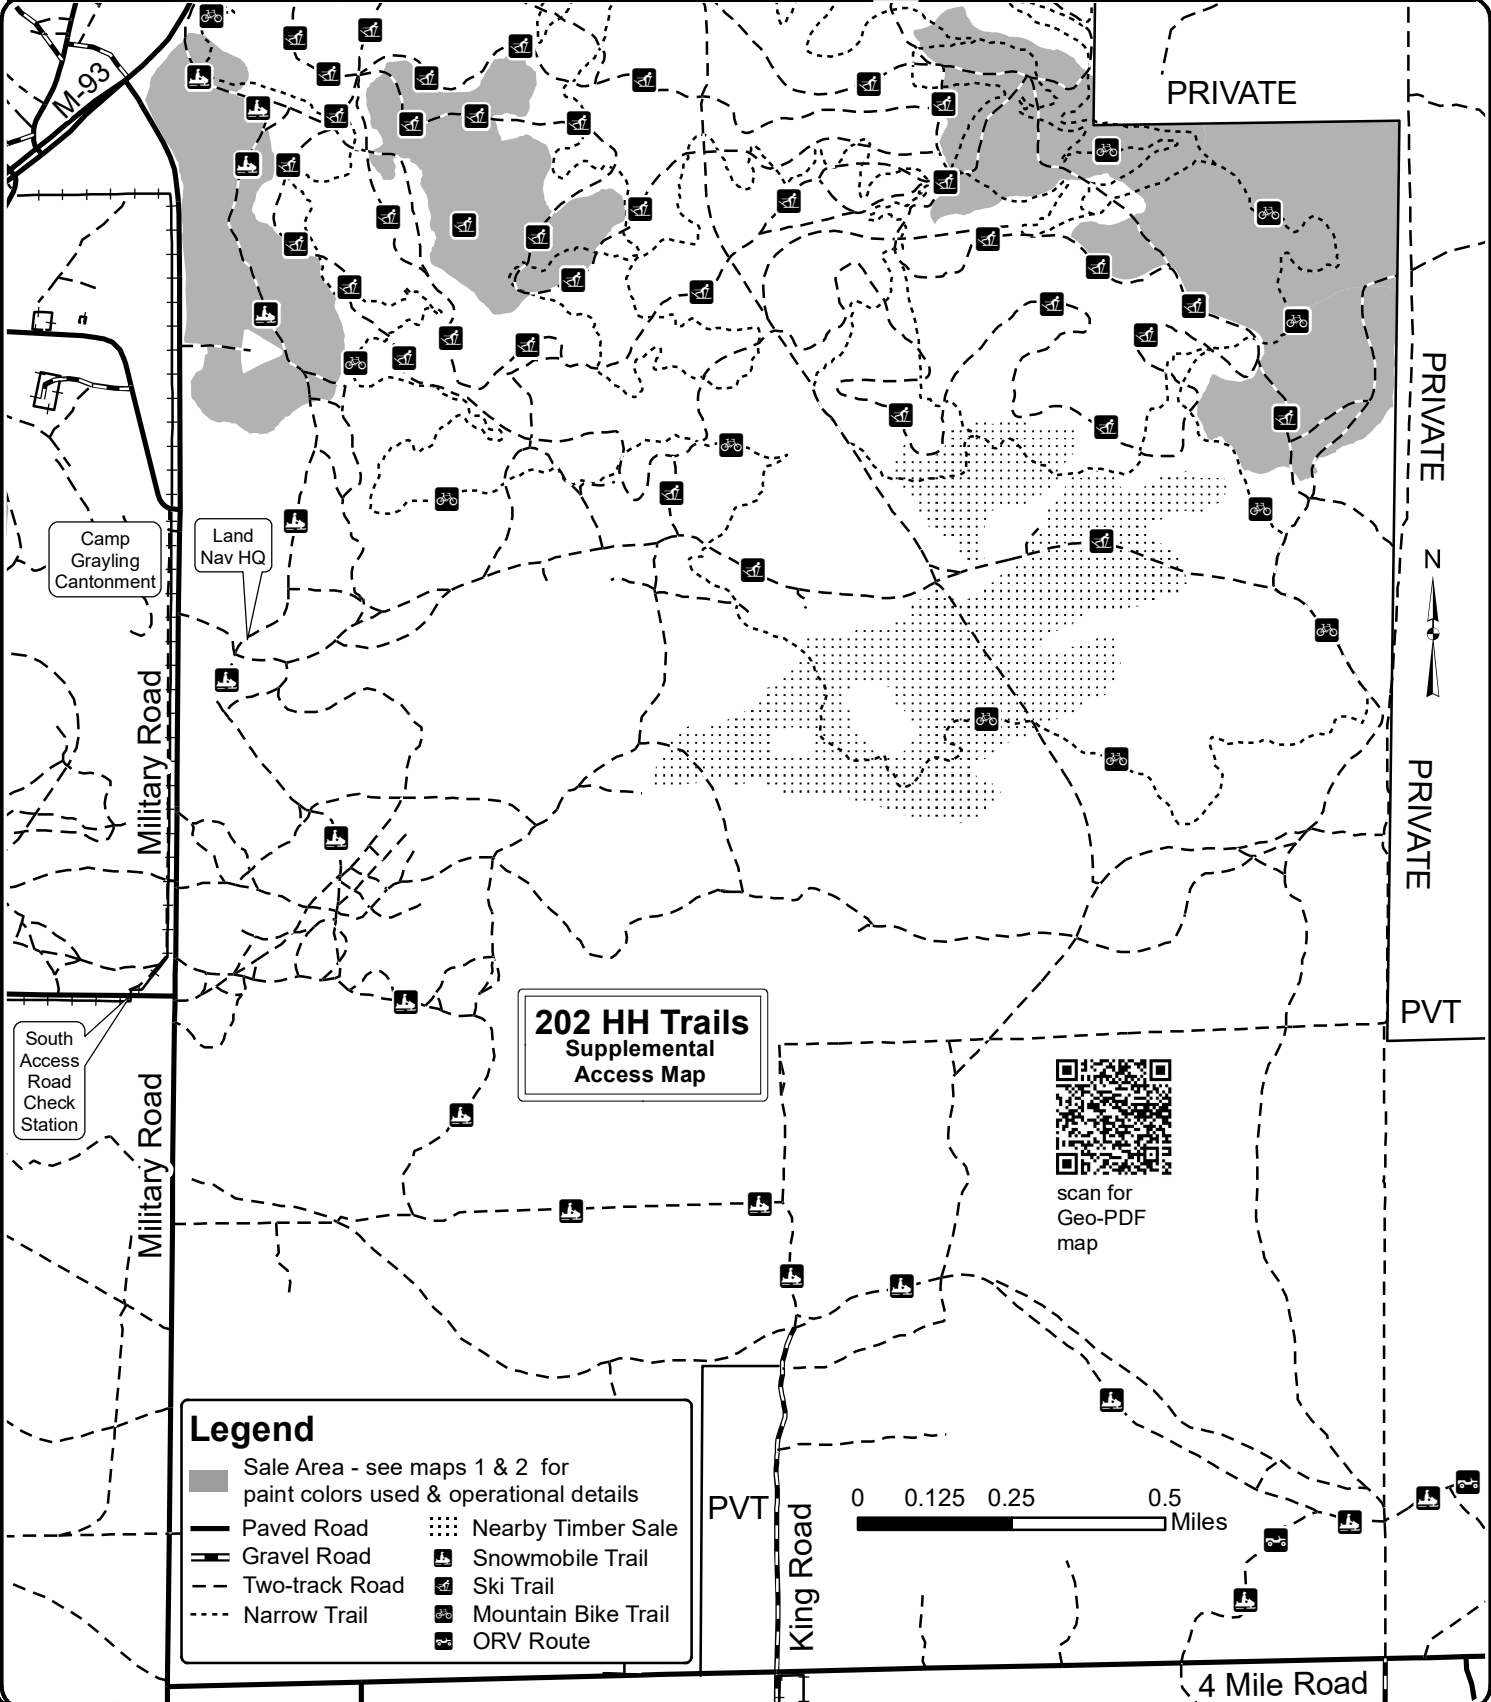 M-93
PRIVATE
PRIVATE
N
Camp
Grayling
Cantonment
Land
Nav HQ
Military Road
PRIVATE
PVT
202 HH Trails
Supplemental
Access Map
South
Access
Road
Check
Station
Military Road
scan for
Geo-PDF
map
Legend
Sale Area - see maps 1 & 2 for
paint colors used & operational details
Paved Road
Gravel Road
Two-track Road
Narrow Trail
Nearby Timber Sale
Snowmobile Trail
Ski Trail
Mountain Bike Trail
ORV Route
PVT
King Road
0 0.125 0.25 0.5
Miles
4 Mile Road